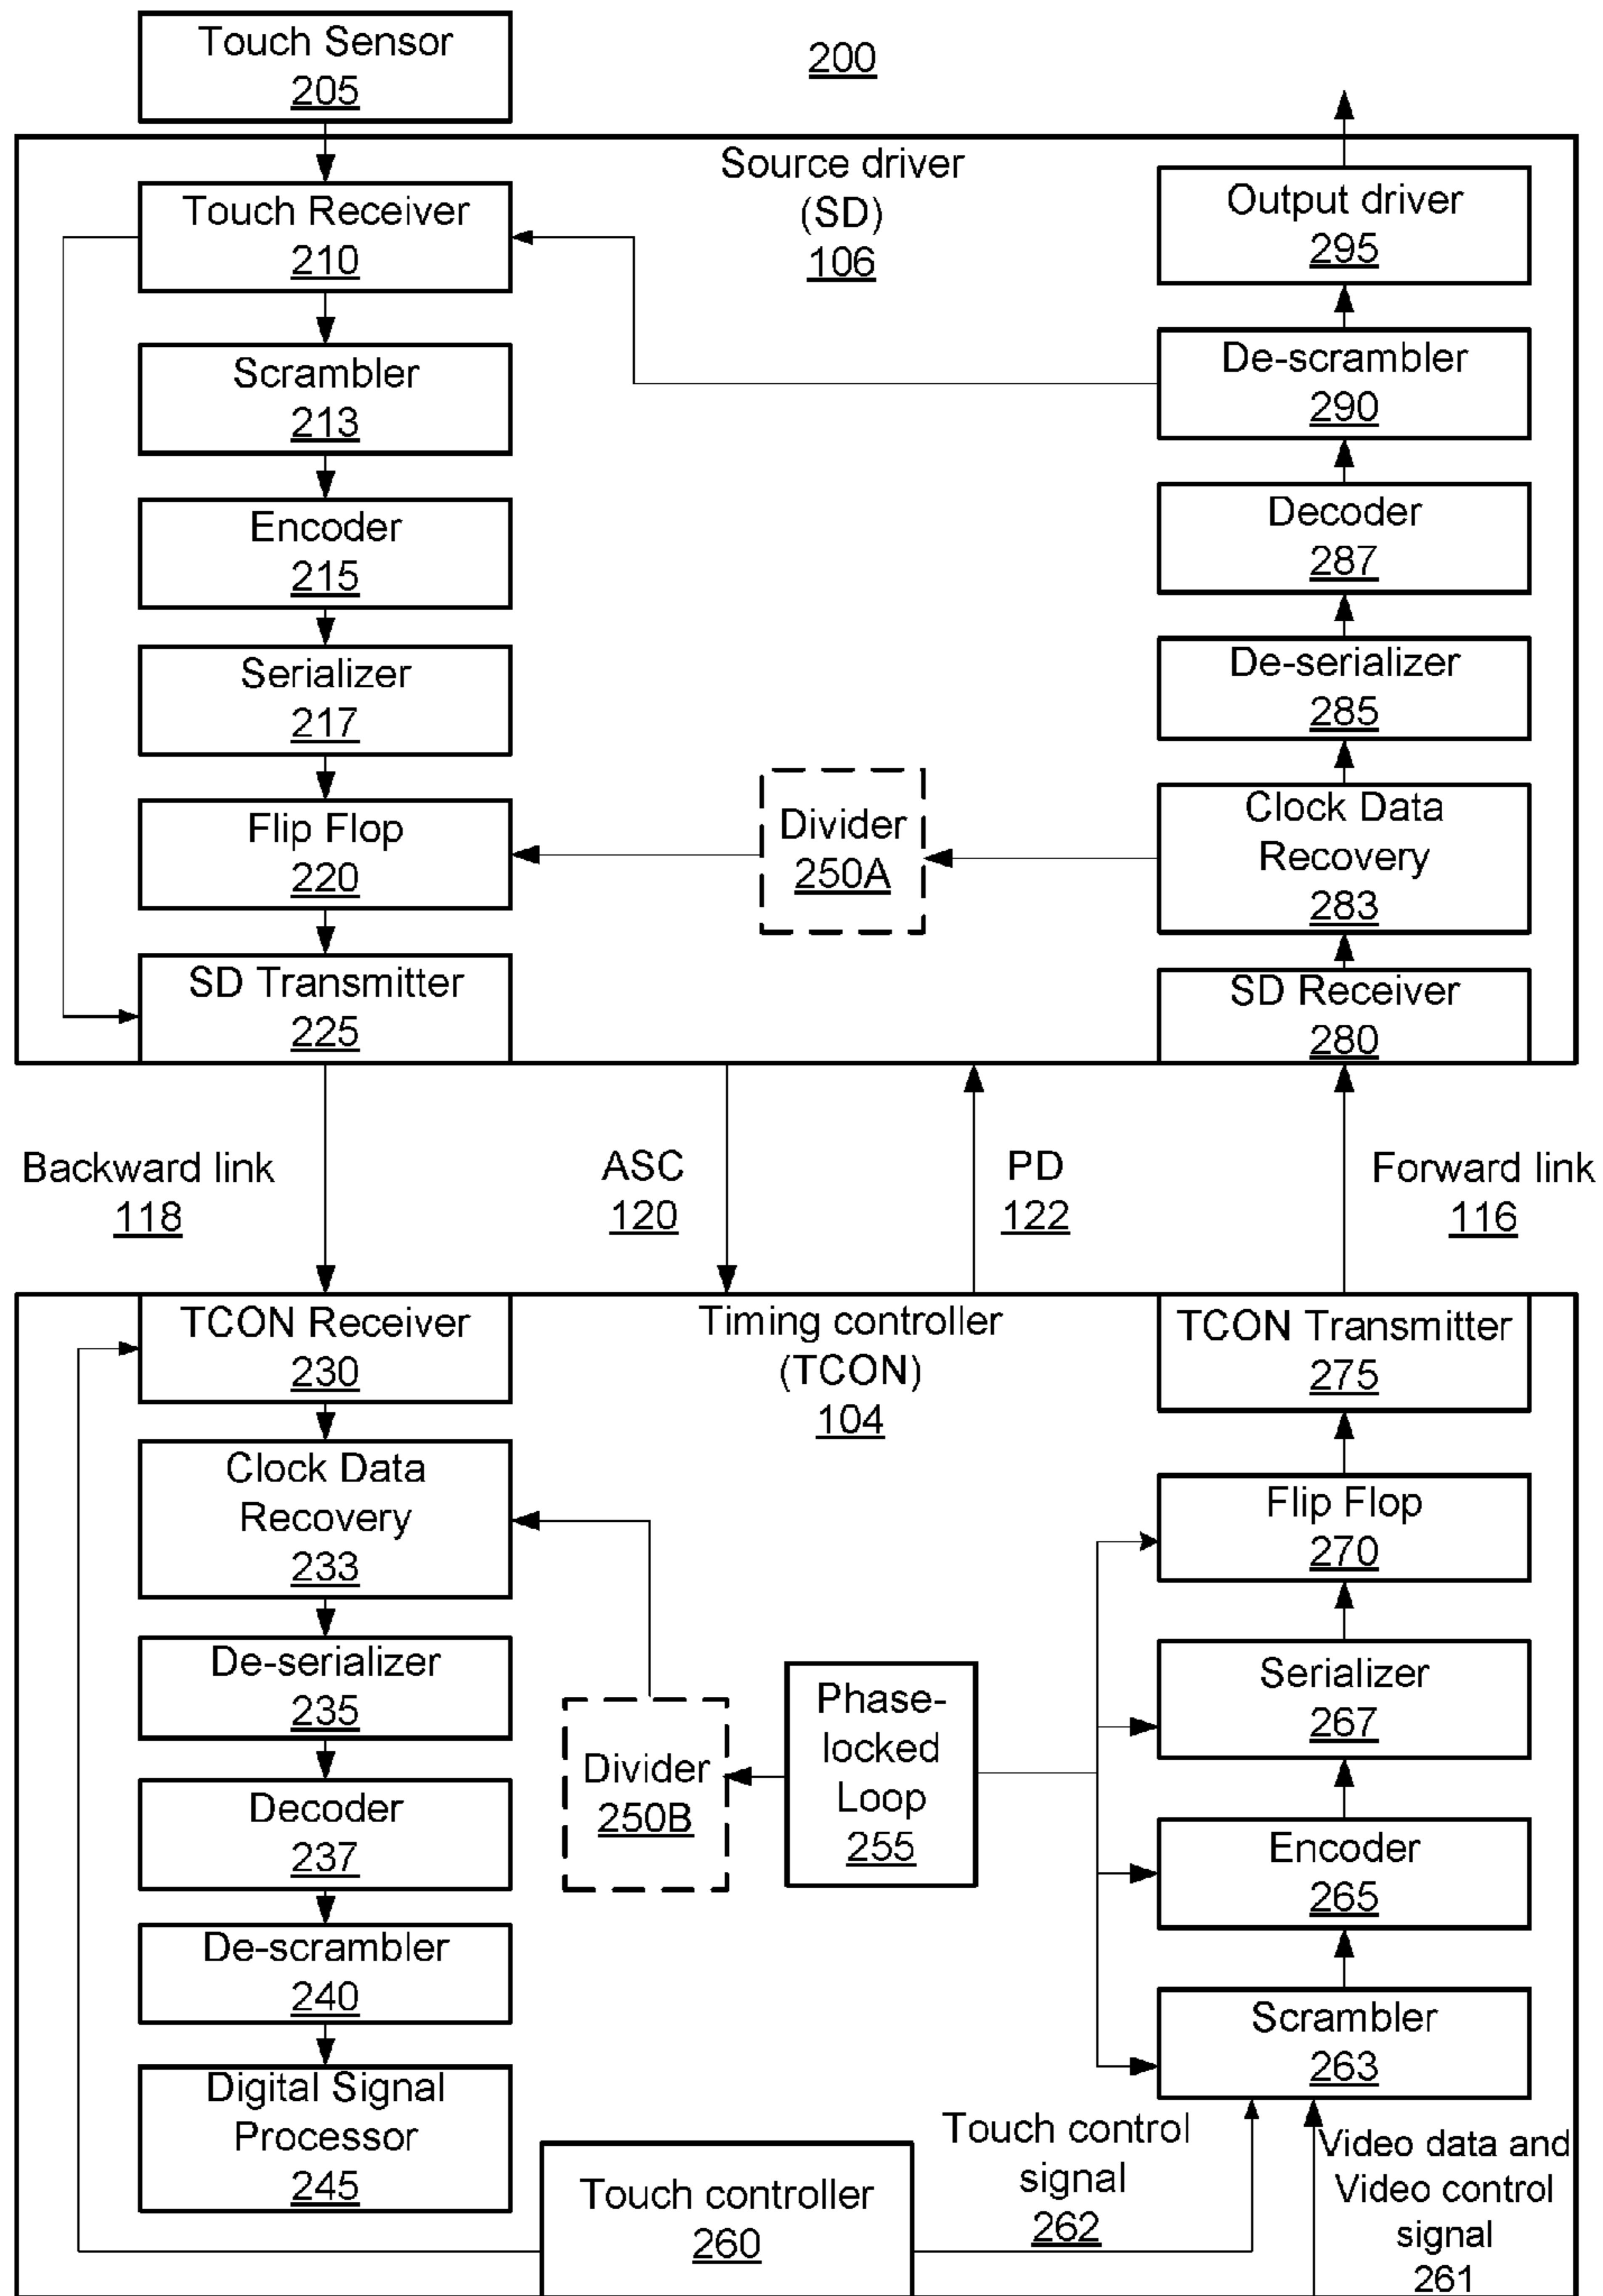 Touch Sensor
205
200
Source driver
(SD)
106
Touch Receiver
210
Scrambler
213
Encoder
215
Serializer
217
Flip Flop
220
SD Transmitter
225
Divider
250A
Output driver
295
De-scrambler
290
Decoder
287
De-serializer
285
Clock Data
Recovery
283
SD Receiver
280
Backward link
118
ASC
120
PD
122
Forward link
116
TCON Receiver
230
Timing controller
(TCON)
104
TCON Transmitter
275
Clock Data
Recovery
233
De-serializer
235
Decoder
237
De-scrambler
240
Digital Signal
Processor
245
Divider
250B
Phase-
locked
Loop
255
Flip Flop
270
Serializer
267
Encoder
265
Scrambler
263
Touch controller
260
Touch control
signal
262
Video data and
Video control
signal
261